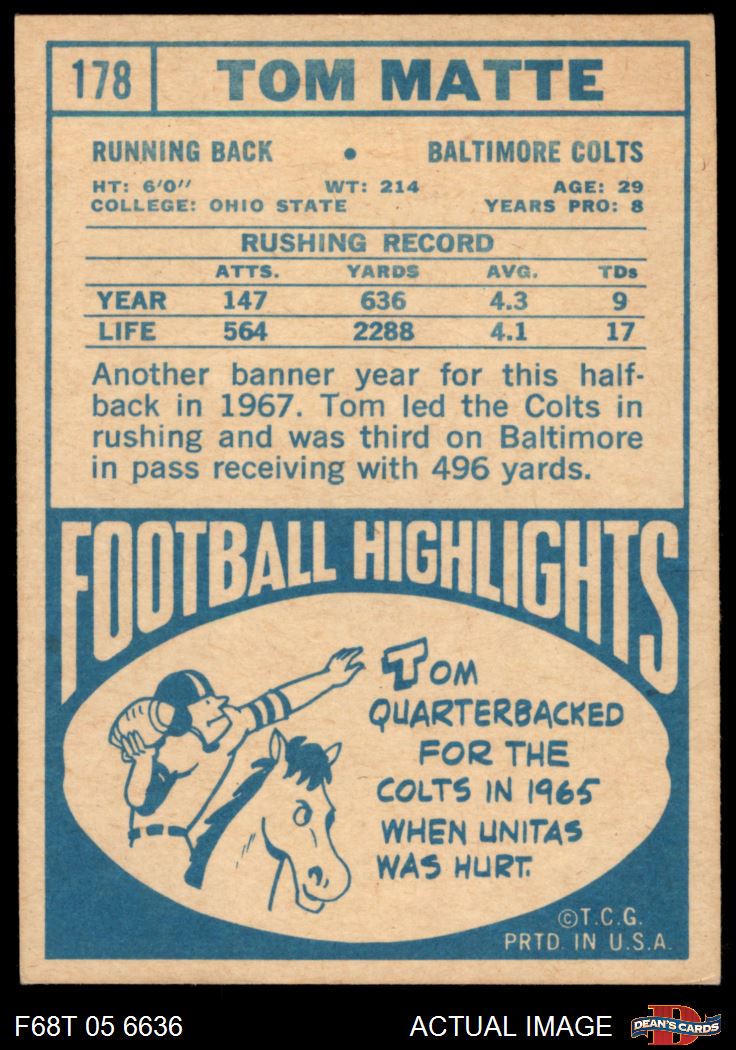 178 TOM MATTE
RUNNING BACK • BALTIMORE COLTS
HT: 6'0" WT: 214 AGE: 29
COLLEGE: OHIO STATE YEARS PRO: 8
RUSHING RECORD
ATTS. YARDS AVG. TDs
YEAR 147 636 4.3 9
LIFE 564 2288 4.1 17
Another banner year for this half-
back in 1967. Tom led the Colts in
rushing and was third on Baltimore
in pass receiving with 496 yards.
FOOTBALL HIGHLIGHTS
TOM
QUARTERBACKED
FOR THE
COLTS IN 1965
WHEN UNITAS
WAS HURT.
©T.C.G.
PRTD. IN U.S.A.
F68T 05 6636 ACTUAL IMAGE DEAN'S CARDS